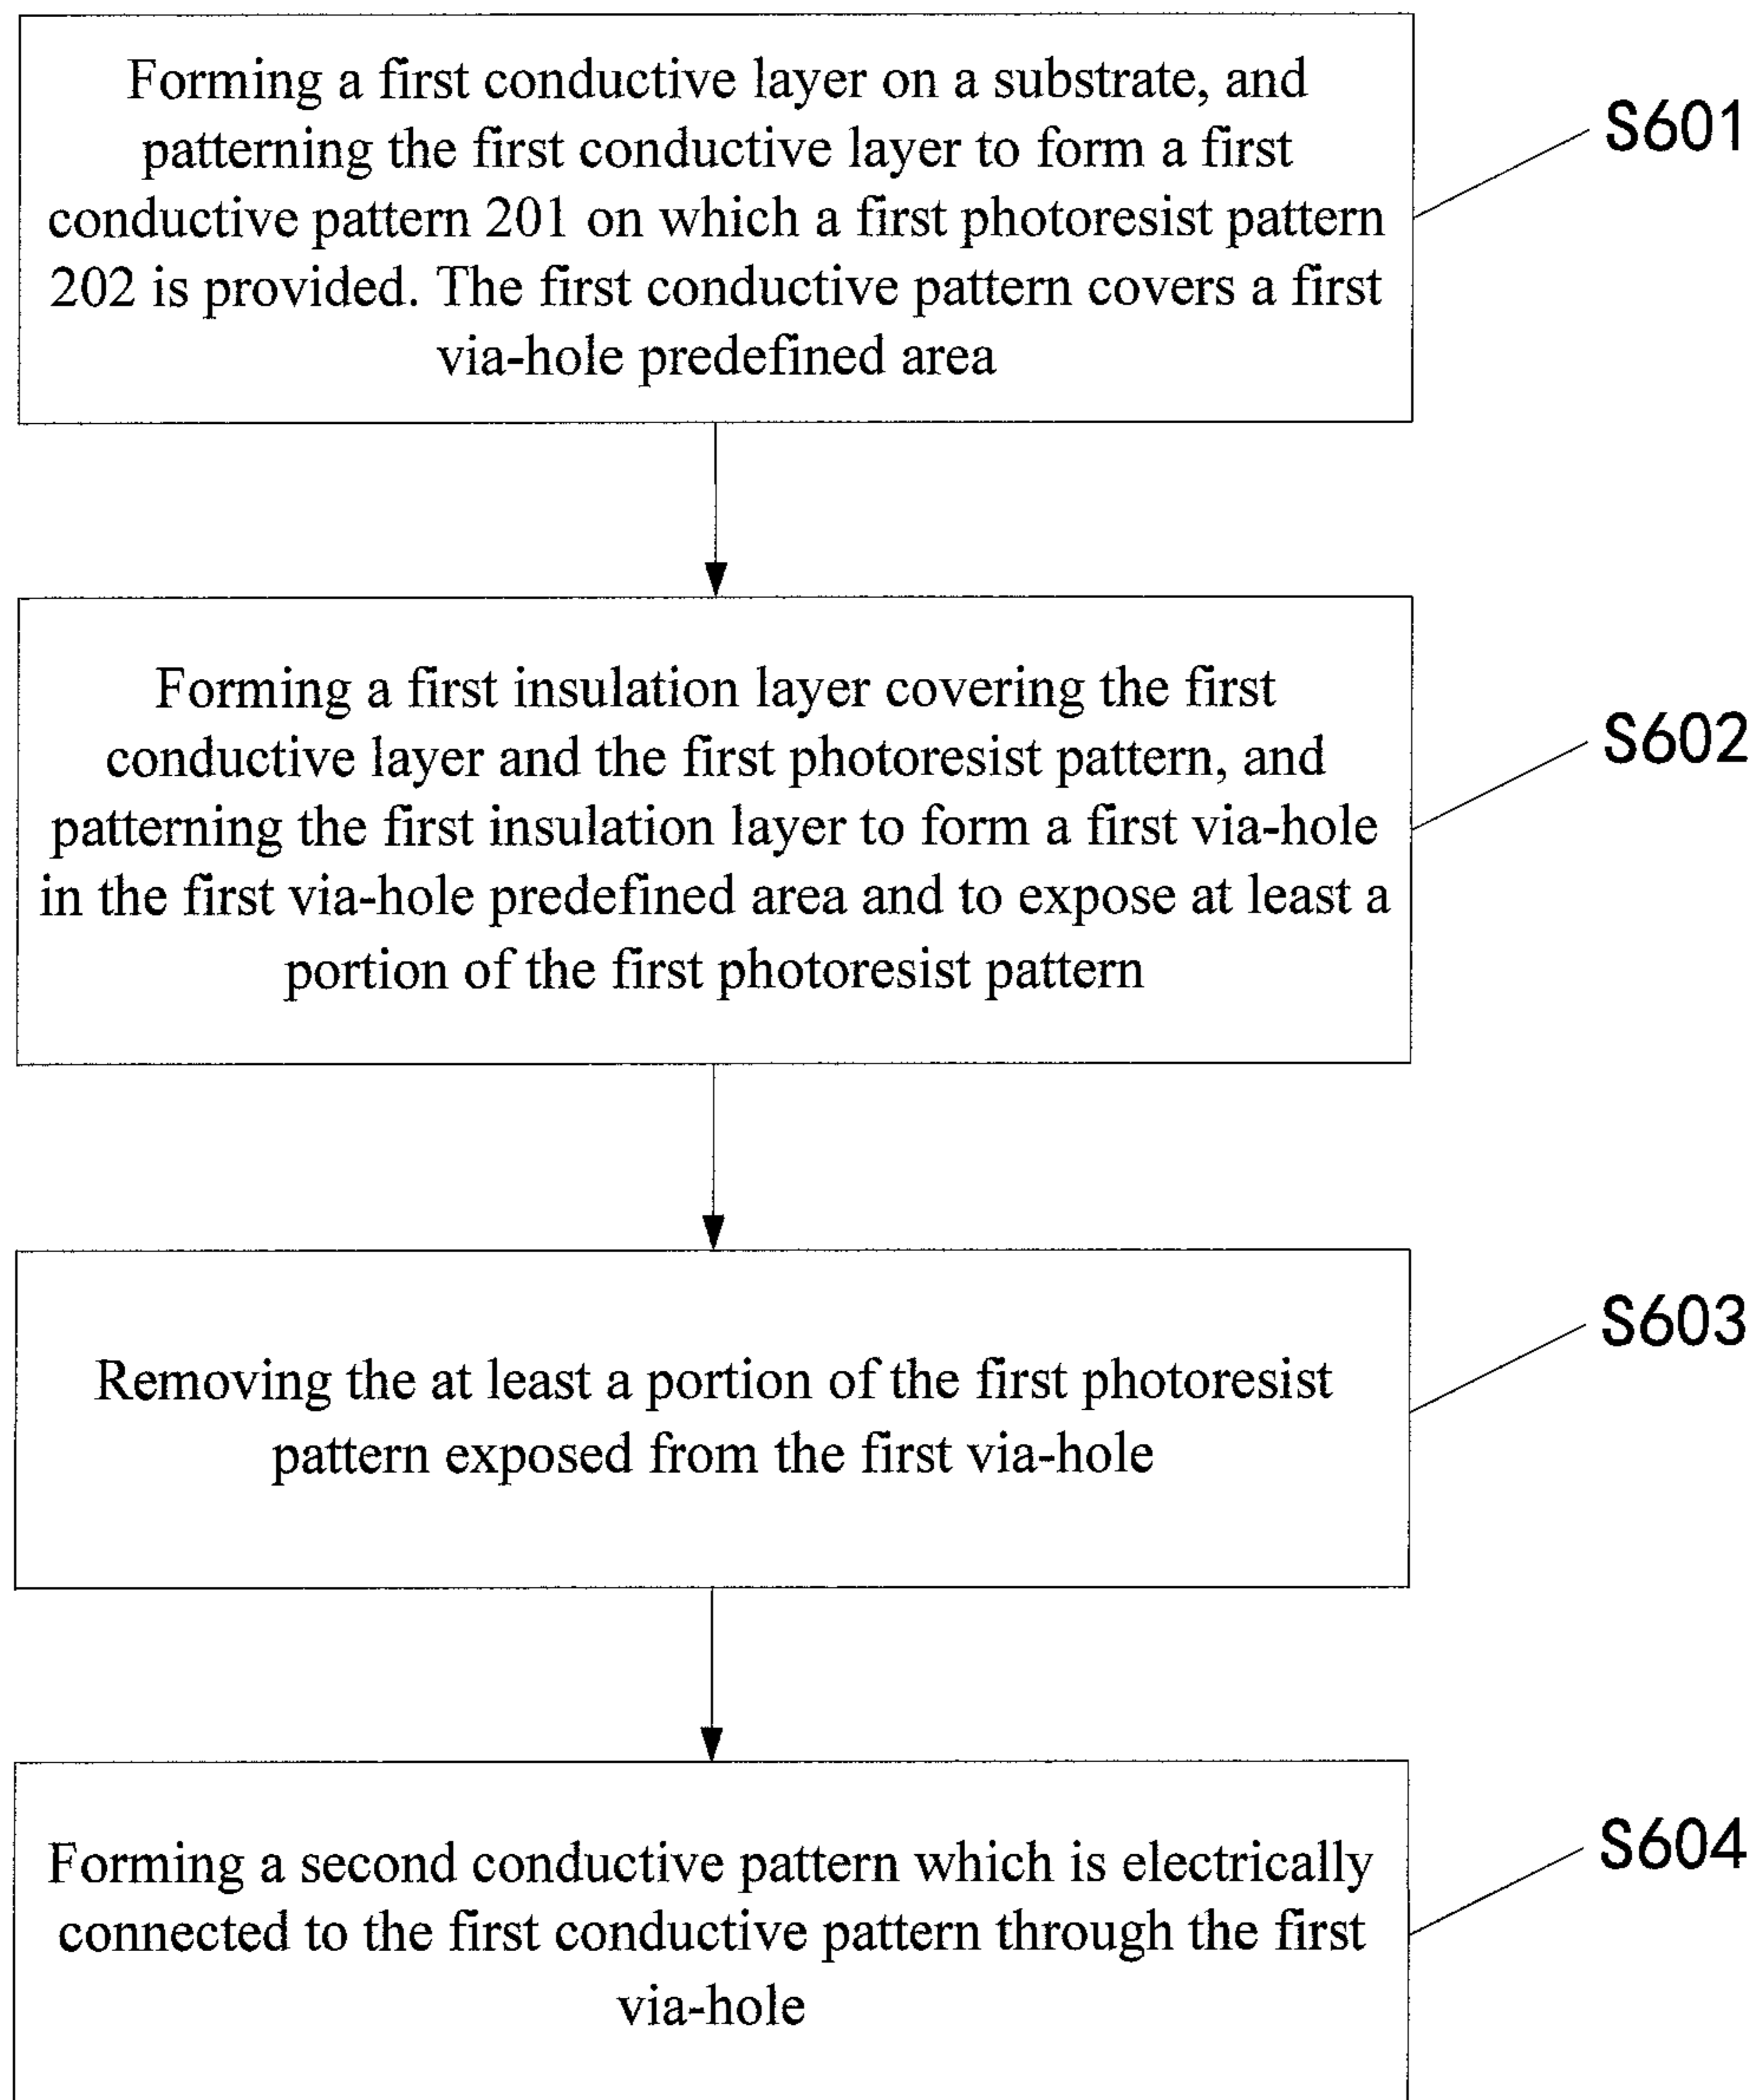 Forming a first conductive layer on a substrate, and
patterning the first conductive layer to form a first
conductive pattern 201 on which a first photoresist pattern
202 is provided. The first conductive pattern covers a first
via-hole predefined area
S601
Forming a first insulation layer covering the first
conductive layer and the first photoresist pattern, and
patterning the first insulation layer to form a first via-hole
in the first via-hole predefined area and to expose at least a
portion of the first photoresist pattern
S602
Removing the at least a portion of the first photoresist
pattern exposed from the first via-hole
S603
Forming a second conductive pattern which is electrically
connected to the first conductive pattern through the first
via-hole
S604